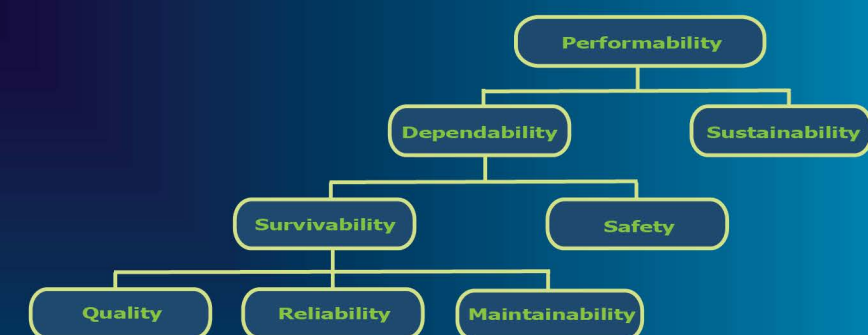 Performability
Dependability
Sustainability
Survivability
Safety
Quality
Reliability
Maintainability